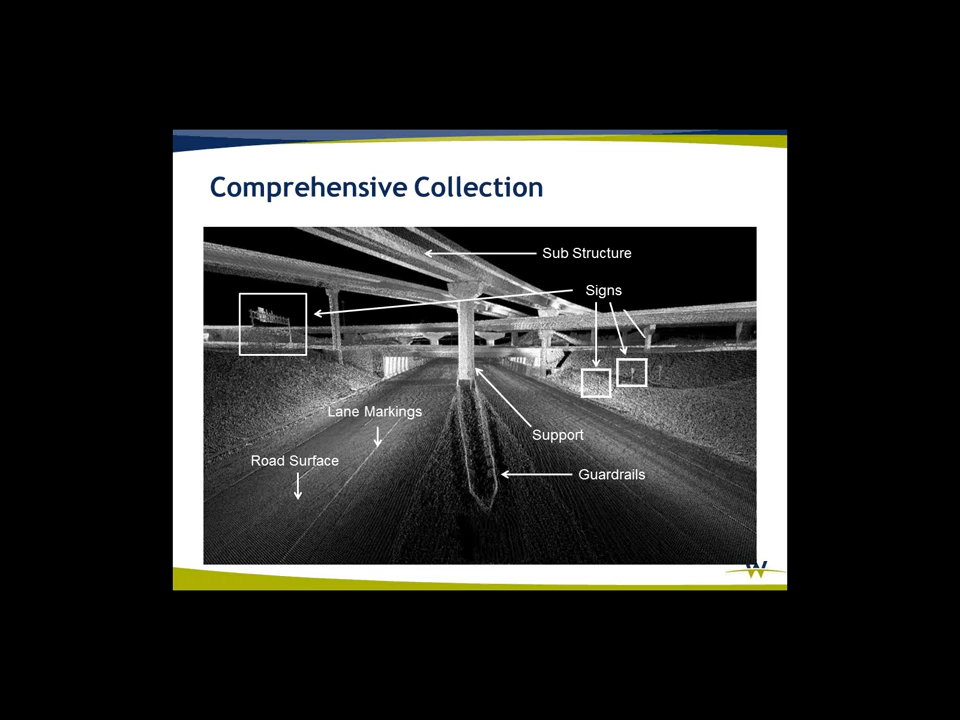 Comprehensive Collection
Sub Structure
Signs
Lane Markings
Support
Road Surface
Guardrails
W